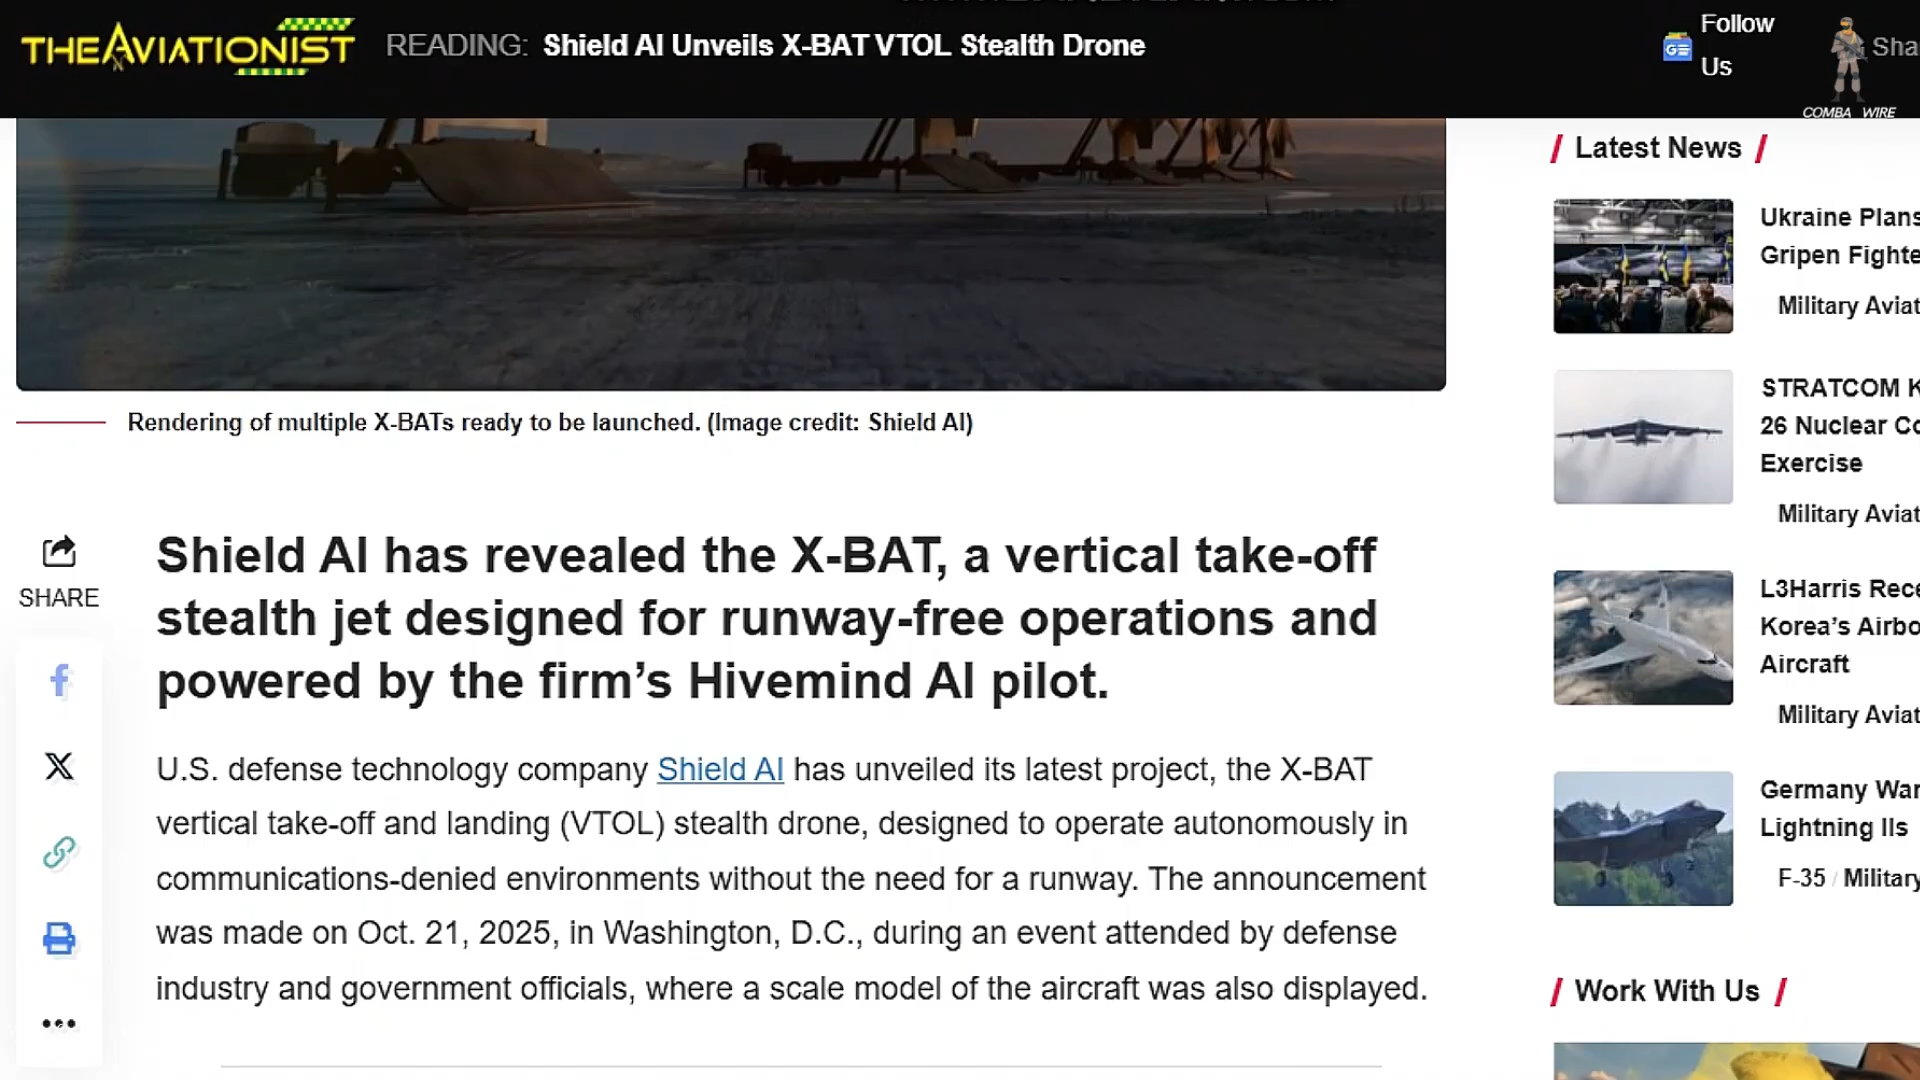 THE AVIATIONIST
READING: Shield AI Unveils X-BAT VTOL Stealth Drone
Follow
Us
Sha
COMBA WIRE
Rendering of multiple X-BATs ready to be launched. (Image credit: Shield AI)
SHARE
Shield AI has revealed the X-BAT, a vertical take-off
stealth jet designed for runway-free operations and
powered by the firm’s Hivemind AI pilot.
U.S. defense technology company Shield AI has unveiled its latest project, the X-BAT
vertical take-off and landing (VTOL) stealth drone, designed to operate autonomously in
communications-denied environments without the need for a runway. The announcement
was made on Oct. 21, 2025, in Washington, D.C., during an event attended by defense
industry and government officials, where a scale model of the aircraft was also displayed.
/ Latest News /
Ukraine Plans
Gripen Fighte
Military Aviat
STRATCOM K
26 Nuclear Co
Exercise
Military Aviat
L3Harris Rece
Korea’s Airbo
Aircraft
Military Aviat
Germany Wan
Lightning IIs
F-35 / Military
/ Work With Us /